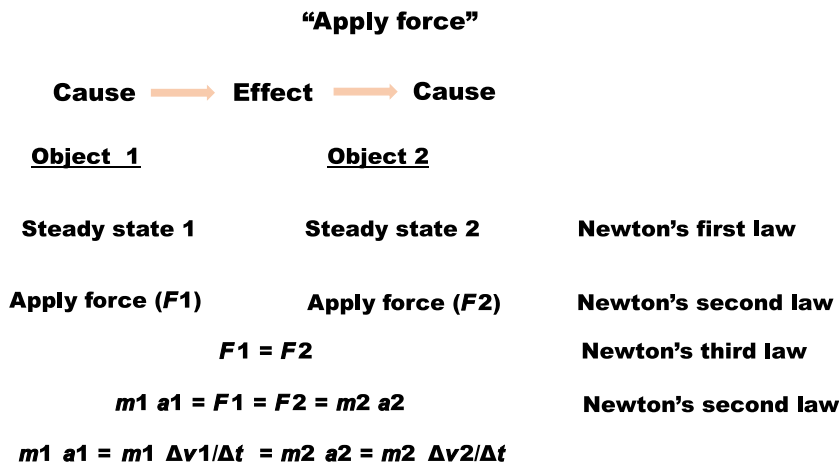 “Apply force”
Cause Effect Cause
Object 1 Object 2
Steady state 1 Steady state 2 Newton’s first law
Apply force (F1) Apply force (F2) Newton’s second law
F1 = F2 Newton’s third law
m1 a1 = F1 = F2 = m2 a2 Newton’s second law
m1 a1 = m1 Δv1/Δt = m2 a2 = m2 Δv2/Δt